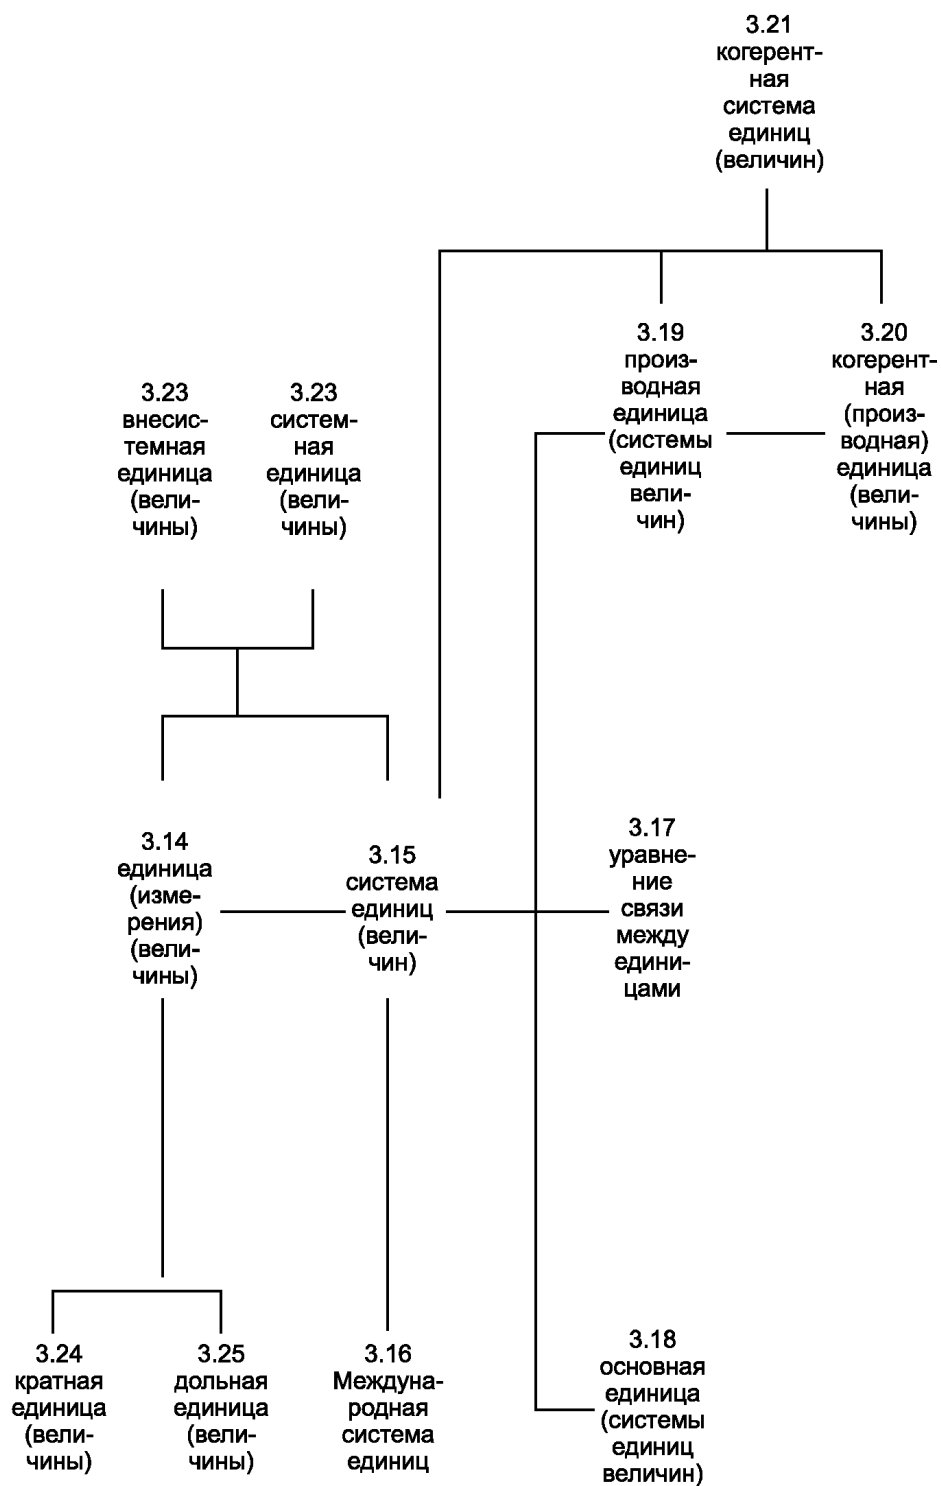 3.21
когерент-
ная
система
единиц
(величин)
3.19
произ-
водная
единица
(системы
единиц
вели-
чин)
3.20
когерент-
ная
(произ-
водная)
единица
(вели-
чины)
3.23
внесис-
темная
единица
(вели-
чины)
3.23
систем-
ная
единица
(вели-
чины)
3.14
единица
(изме-
рения)
(вели-
чины)
3.15
система
единиц
(вели-
чин)
3.17
уравне-
ние
связи
между
едини-
цами
3.24
кратная
единица
(вели-
чины)
3.25
дольная
единица
(вели-
чины)
3.16
Междуна-
родная
система
единиц
3.18
основная
единица
(системы
единиц
величин)